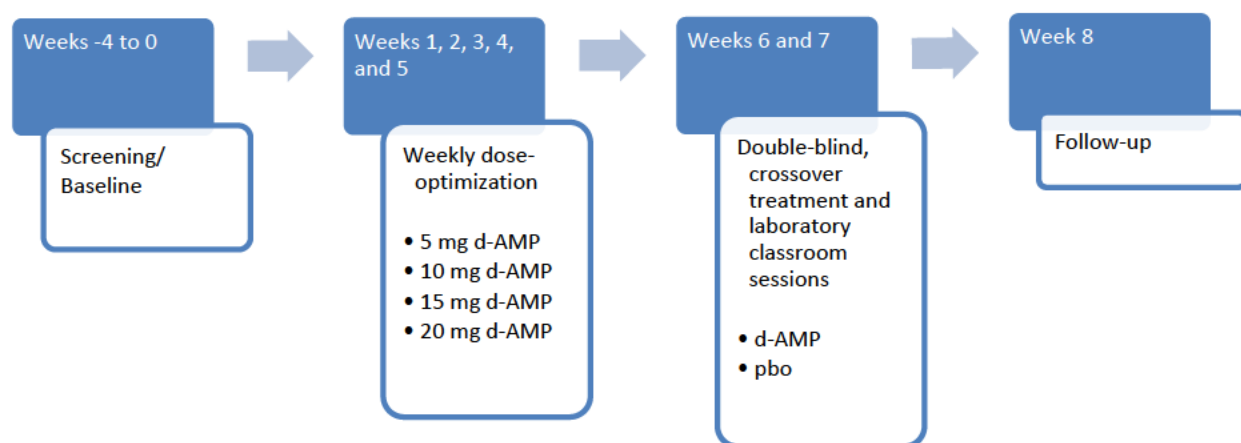 Weeks -4 to 0
Screening/
Baseline
Weeks 1, 2, 3, 4,
and 5
Weekly dose-
optimization
• 5 mg d-AMP
• 10 mg d-AMP
• 15 mg d-AMP
• 20 mg d-AMP
Weeks 6 and 7
Double-blind,
crossover
treatment and
laboratory
classroom
sessions
• d-AMP
• pbo
Week 8
Follow-up